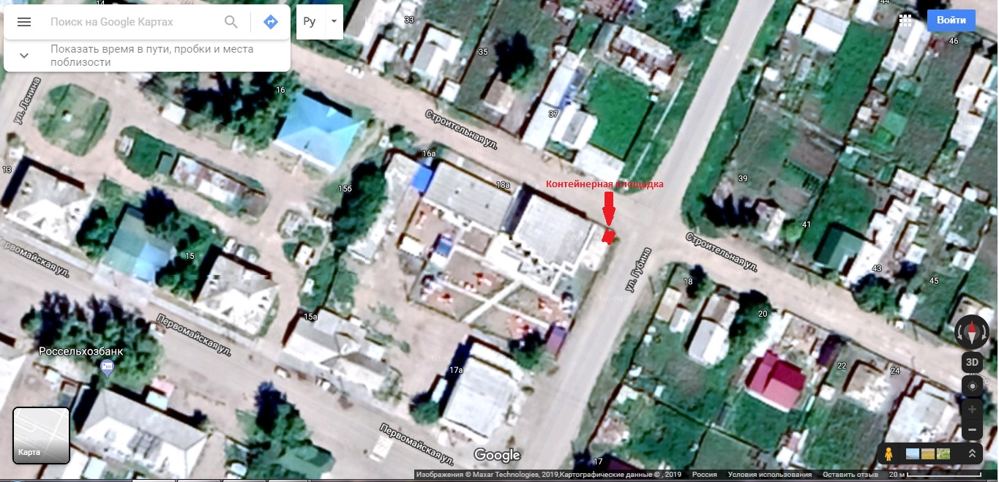 14
33
44
Поиск на Google Картах
Ру
Войти
Показать время в пути, пробки и места
поблизости
35
46
ул. Ленина
16
37
Строительная ул.
16а
13
18а
Контейнерная площадка
39
15б
41
Строительная ул.
Первомайская ул.
15
ул. Губина
43
18
45
20
15а
Первомайская ул.
Россельхозбанк
22
24
3D
17а
Карта
Первомайская ул.
Google
17
Изображения © Maxar Technologies, 2019,Картографические данные © , 2019
Россия
Условия использования
Оставить отзыв
20 м